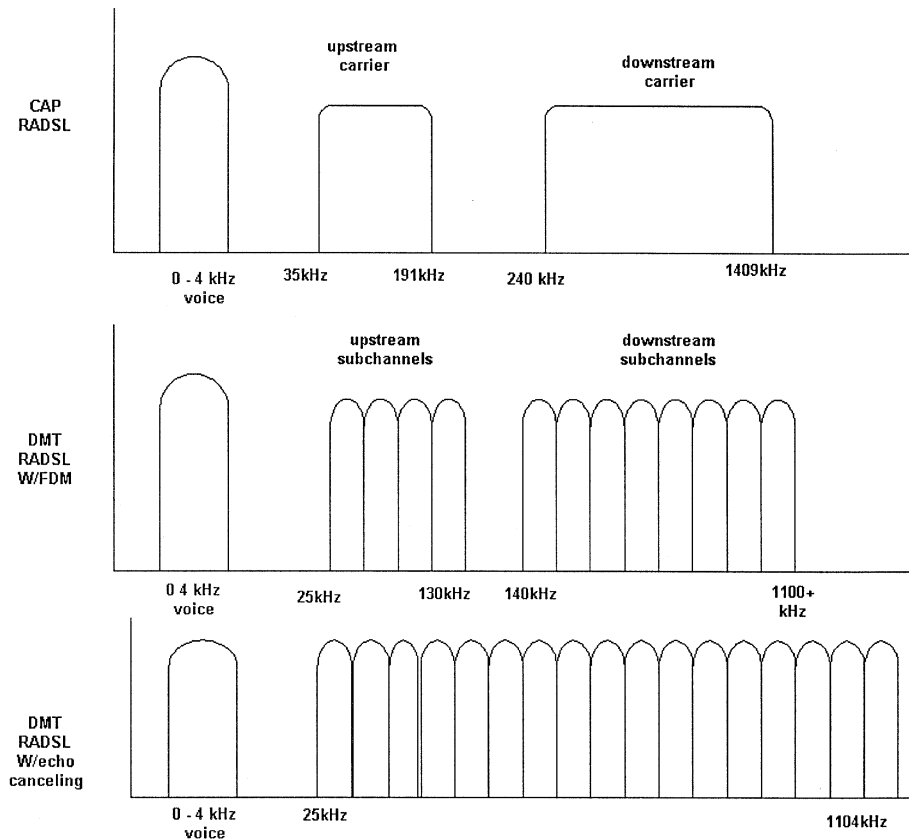 CAP
RADSL
upstream
carrier
downstream
carrier
0 - 4 kHz
voice
35kHz
191kHz
240 kHz
1409kHz
DMT
RADSL
W/FDM
upstream
subchannels
downstream
subchannels
0 4 kHz
voice
25kHz
130kHz
140kHz
1100+
kHz
DMT
RADSL
W/echo
canceling
0 - 4 kHz
voice
25kHz
1104kHz